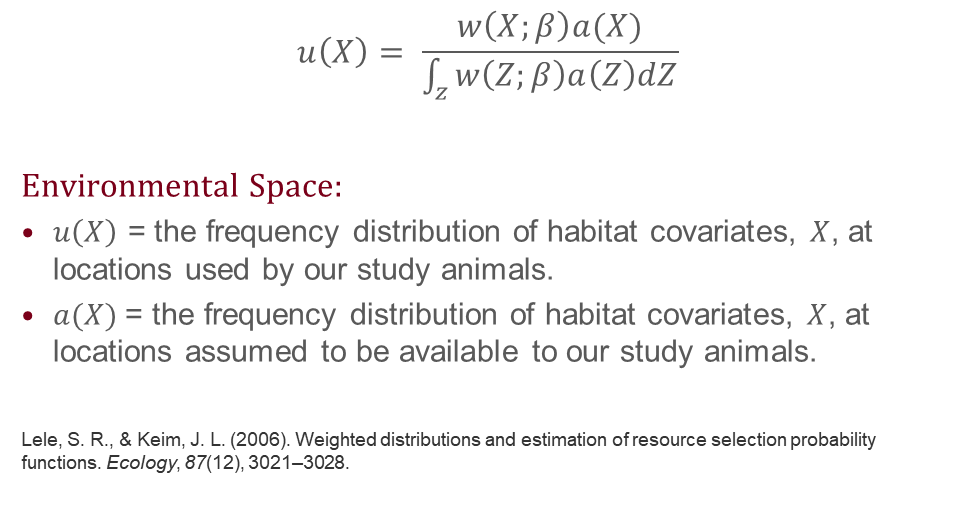 u(X) = w(X; β)a(X)
∫_Z w(Z; β)a(Z)dZ
Environmental Space:
• u(X) = the frequency distribution of habitat covariates, X, at
locations used by our study animals.
• a(X) = the frequency distribution of habitat covariates, X, at
locations assumed to be available to our study animals.
Lele, S. R., & Keim, J. L. (2006). Weighted distributions and estimation of resource selection probability
functions. Ecology, 87(12), 3021–3028.